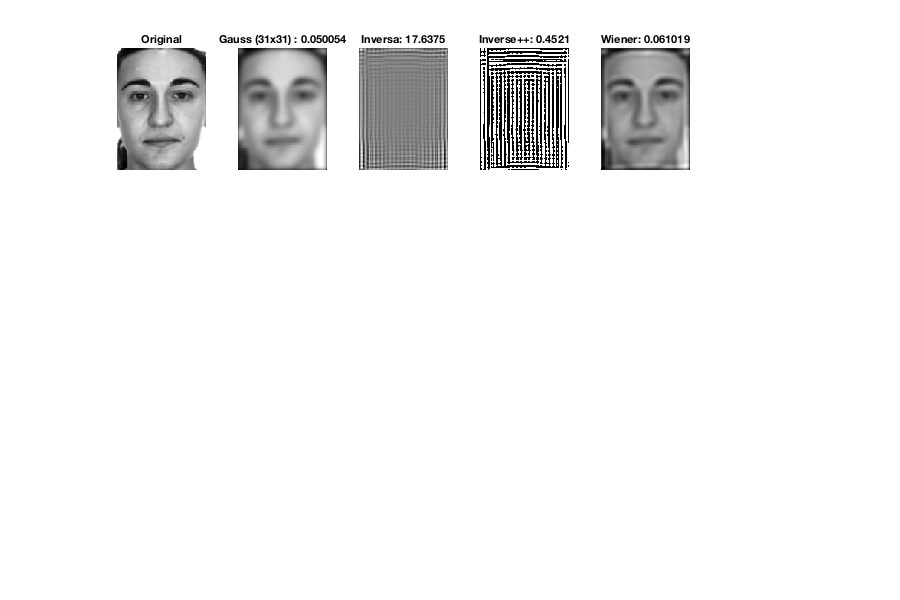 Original
Gauss (31x31) : 0.050054
Inversa: 17.6375
Inverse++: 0.4521
Wiener: 0.061019